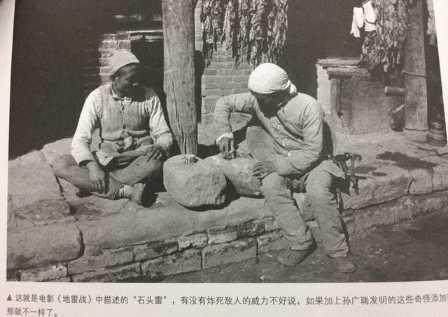 ▲ 这就是电影《地雷战》中描述的“石头雷”，有没有炸死敌人的威力不好说。如果加上孙广瑞发明的这些奇怪添加
那就不一样了。